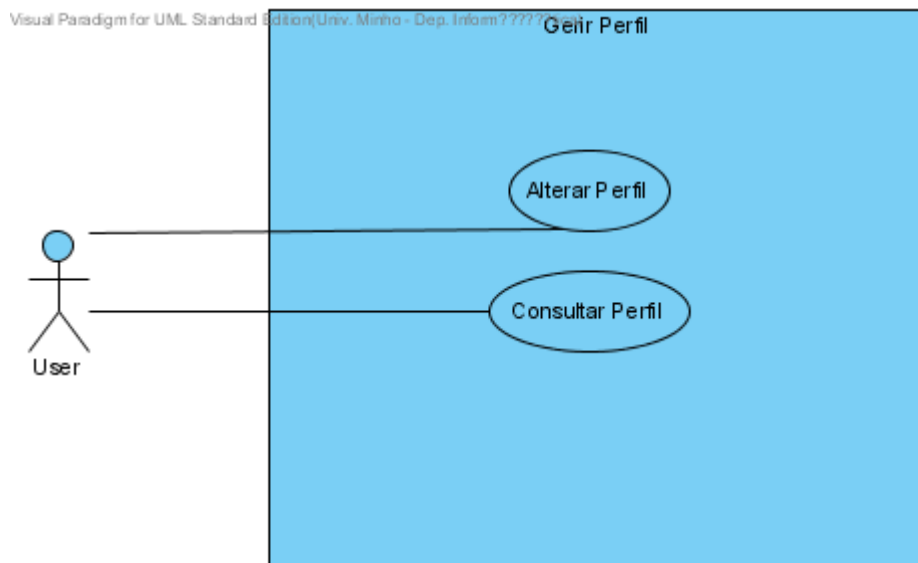 Visual Paradigm for UML Standard Edition(Univ. Minho - Dep. Inform??????
Gerir Perfil
Alterar Perfil
Consultar Perfil
User